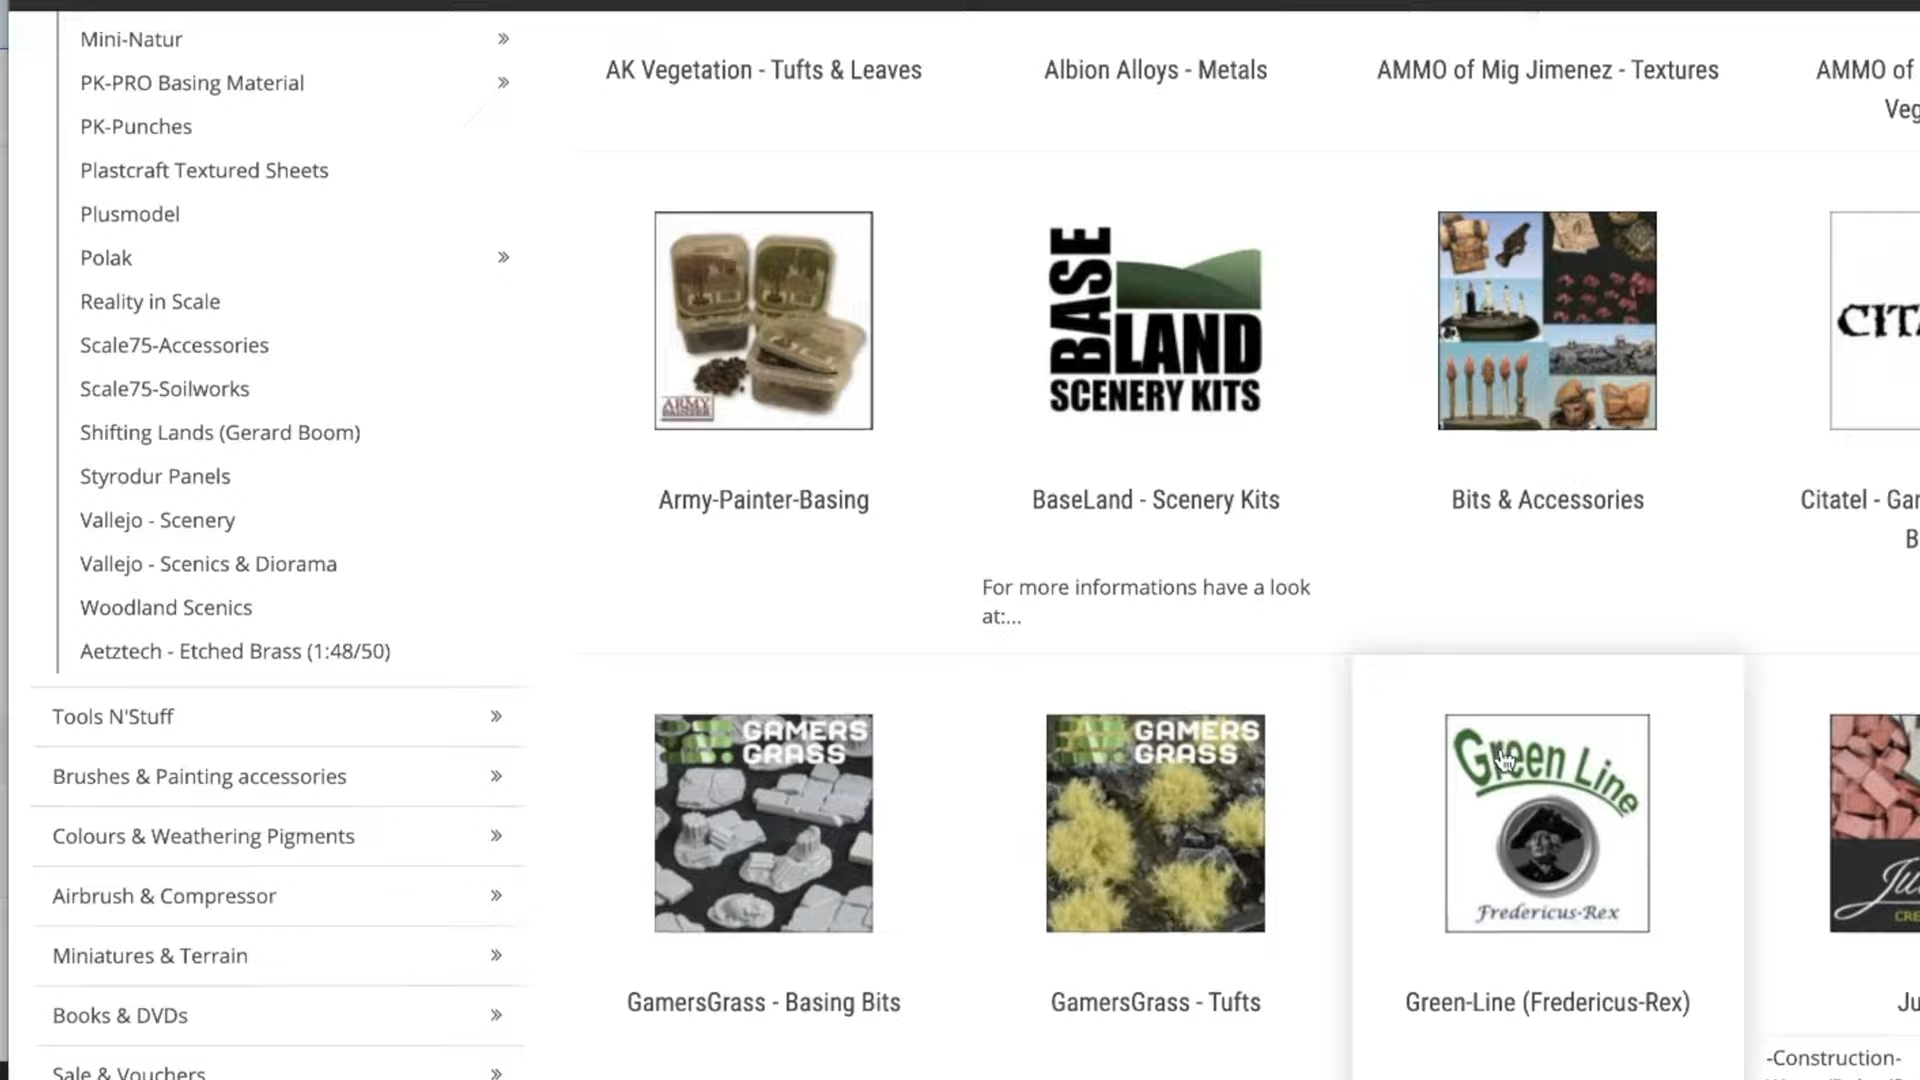 Mini-Natur
PK-PRO Basing Material
PK-Punches
Plastcraft Textured Sheets
Plusmodel
Polak
Reality in Scale
Scale75-Accessories
Scale75-Soilworks
Shifting Lands (Gerard Boom)
Styrodur Panels
Vallejo - Scenery
Vallejo - Scenics & Diorama
Woodland Scenics
Aetztech - Etched Brass (1:48/50)
Tools N'Stuff
Brushes & Painting accessories
Colours & Weathering Pigments
Airbrush & Compressor
Miniatures & Terrain
Books & DVDs
Sale & Vouchers
AK Vegetation - Tufts & Leaves
Albion Alloys - Metals
AMMO of Mig Jimenez - Textures
AMMO of
Veg
ARMY
PAINTER
BASE
LAND
SCENERY KITS
CITA
Army-Painter-Basing
BaseLand - Scenery Kits
For more informations have a look
at:...
Bits & Accessories
Citatel - Gar
B
GAMERS
GRASS
GAMERS
GRASS
Green Line
Fredericus-Rex
Ju
CRE
GamersGrass - Basing Bits
GamersGrass - Tufts
Green-Line (Fredericus-Rex)
Ju
-Construction-